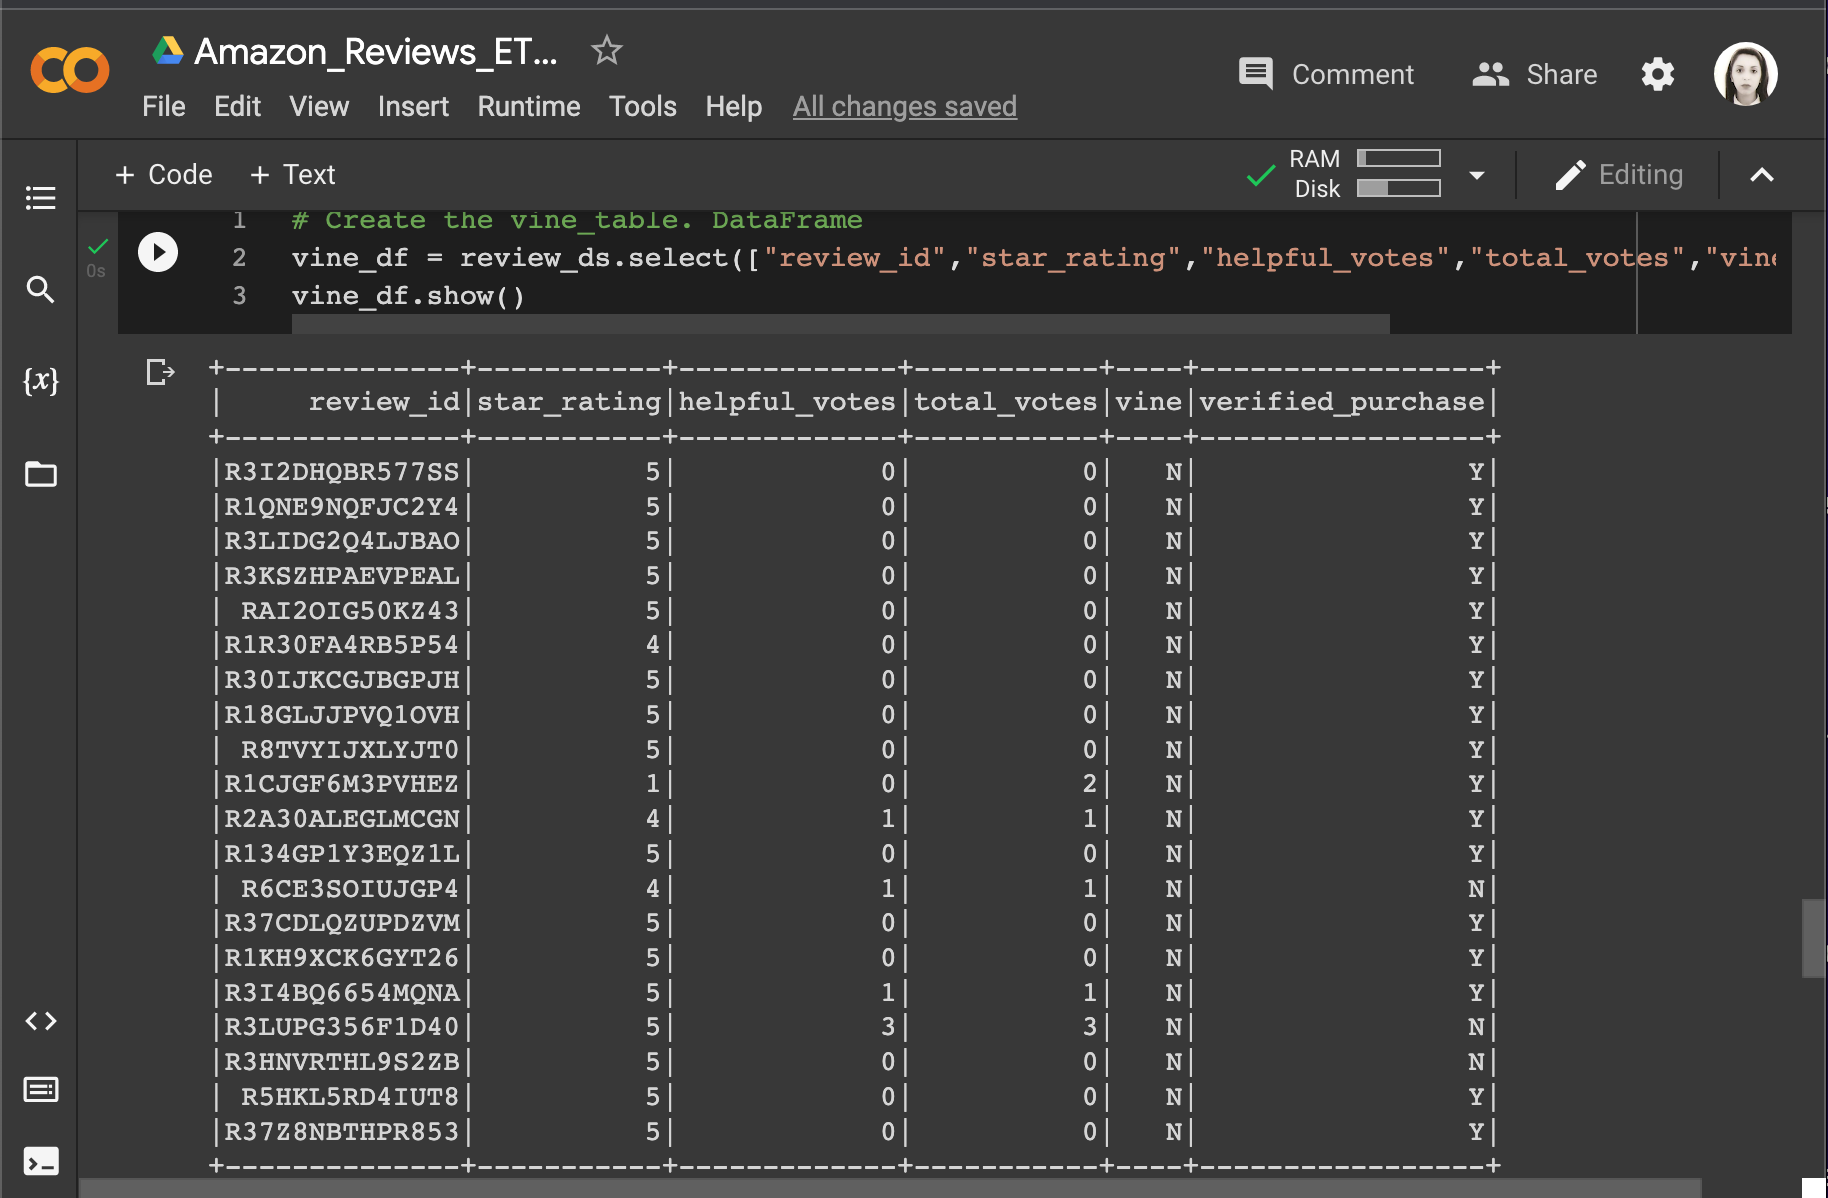 Amazon_Reviews_ET...
Comment Share
File Edit View Insert Runtime Tools Help All changes saved
+ Code + Text
RAM
Disk
Editing
0s
1 # Create the vine_table. DataFrame
2 vine_df = review_ds.select(["review_id","star_rating","helpful_votes","total_votes","vine
3 vine_df.show()
{x}
+--------------+-----------+-------------+-----------+----+-----------------+
|     review_id|star_rating|helpful_votes|total_votes|vine|verified_purchase|
+--------------+-----------+-------------+-----------+----+-----------------+
|R3I2DHQBR577SS|          5|            0|          0|   N|                Y|
|R1QNE9NQFJC2Y4|          5|            0|          0|   N|                Y|
|R3LIDG2Q4LJBAO|          5|            0|          0|   N|                Y|
|R3KSZHPAEVPEAL|          5|            0|          0|   N|                Y|
| RAI2OIG50KZ43|          5|            0|          0|   N|                Y|
|R1R30FA4RB5P54|          4|            0|          0|   N|                Y|
|R30IJKCGJBGPJH|          5|            0|          0|   N|                Y|
|R18GLJJPVQ1OVH|          5|            0|          0|   N|                Y|
| R8TVYIJXLYJT0|          5|            0|          0|   N|                Y|
|R1CJGF6M3PVHEZ|          1|            0|          2|   N|                Y|
|R2A30ALEGLMCGN|          4|            1|          1|   N|                Y|
|R134GP1Y3EQZ1L|          5|            0|          0|   N|                Y|
| R6CE3SOIUJGP4|          4|            1|          1|   N|                N|
|R37CDLQZUPDZVM|          5|            0|          0|   N|                Y|
|R1KH9XCK6GYT26|          5|            0|          0|   N|                Y|
|R3I4BQ6654MQNA|          5|            1|          1|   N|                Y|
|R3LUPG356F1D40|          5|            3|          3|   N|                N|
|R3HNVRTHL9S2ZB|          5|            0|          0|   N|                N|
| R5HKL5RD4IUT8|          5|            0|          0|   N|                Y|
|R37Z8NBTHPR853|          5|            0|          0|   N|                Y|
+--------------+-----------+-------------+-----------+----+-----------------+